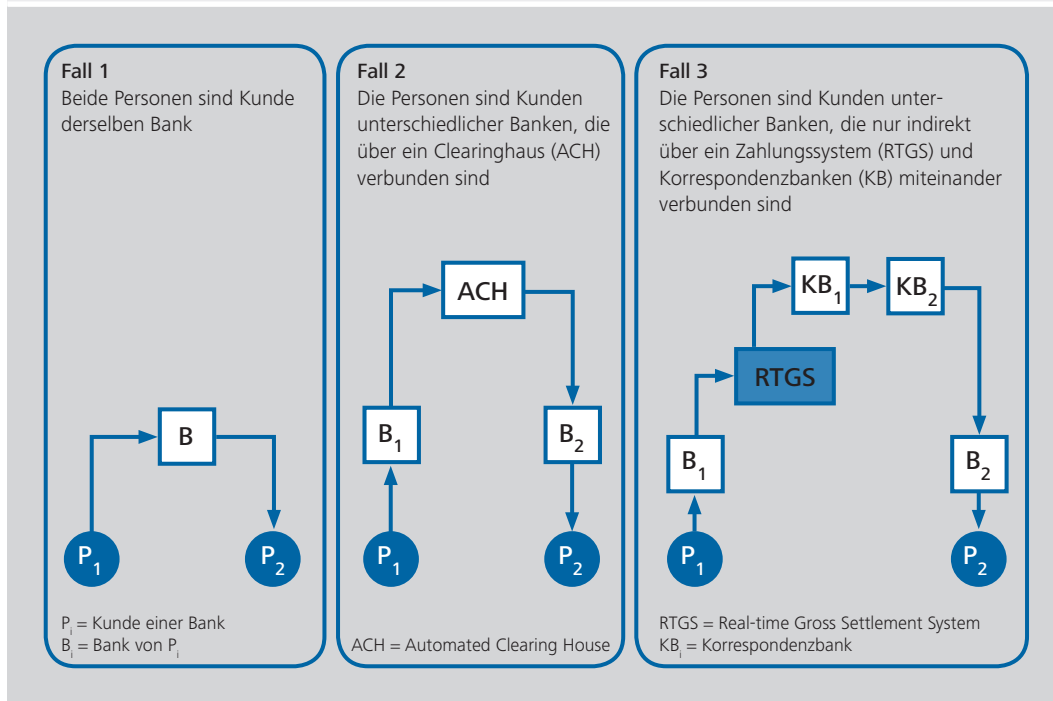 Fall 1
Beide Personen sind Kunde
derselben Bank
B
P₁
P₂
Pᵢ = Kunde einer Bank
Bᵢ = Bank von Pᵢ
Fall 2
Die Personen sind Kunden
unterschiedlicher Banken, die
über ein Clearinghaus (ACH)
verbunden sind
ACH
B₁
B₂
P₁
P₂
ACH = Automated Clearing House
Fall 3
Die Personen sind Kunden unter-
schiedlicher Banken, die nur indirekt
über ein Zahlungssystem (RTGS) und
Korrespondenzbanken (KB) miteinander
verbunden sind
KB₁
KB₂
RTGS
B₁
B₂
P₁
P₂
RTGS = Real-time Gross Settlement System
KBᵢ = Korrespondenzbank